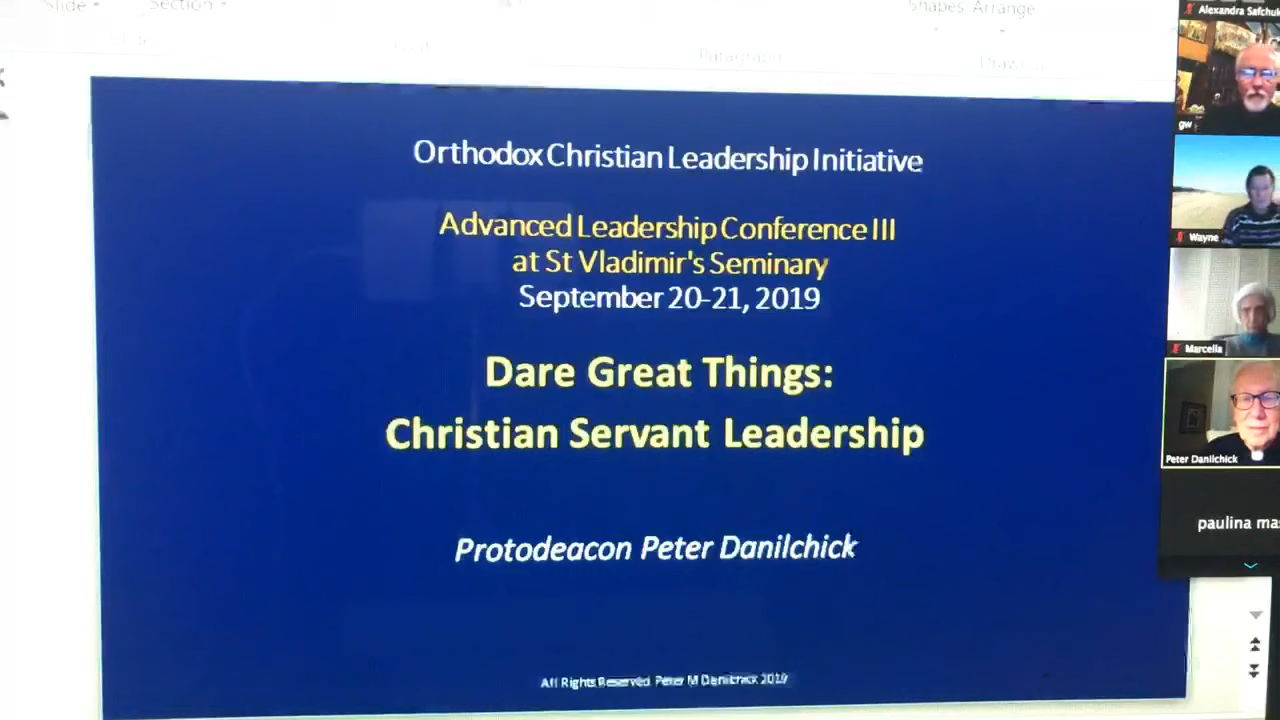 Slide
Section
Shapes Arrange
Paragraph
Orthodox Christian Leadership Initiative
Advanced Leadership Conference III
at St Vladimir's Seminary
September 20-21, 2019
Dare Great Things:
Christian Servant Leadership
Protodeacon Peter Danilchick
All Rights Reserved Peter M Danilchick 2019
Alexandra Safchuk
gw
Wayne
Marcella
Peter Danilchick
paulina